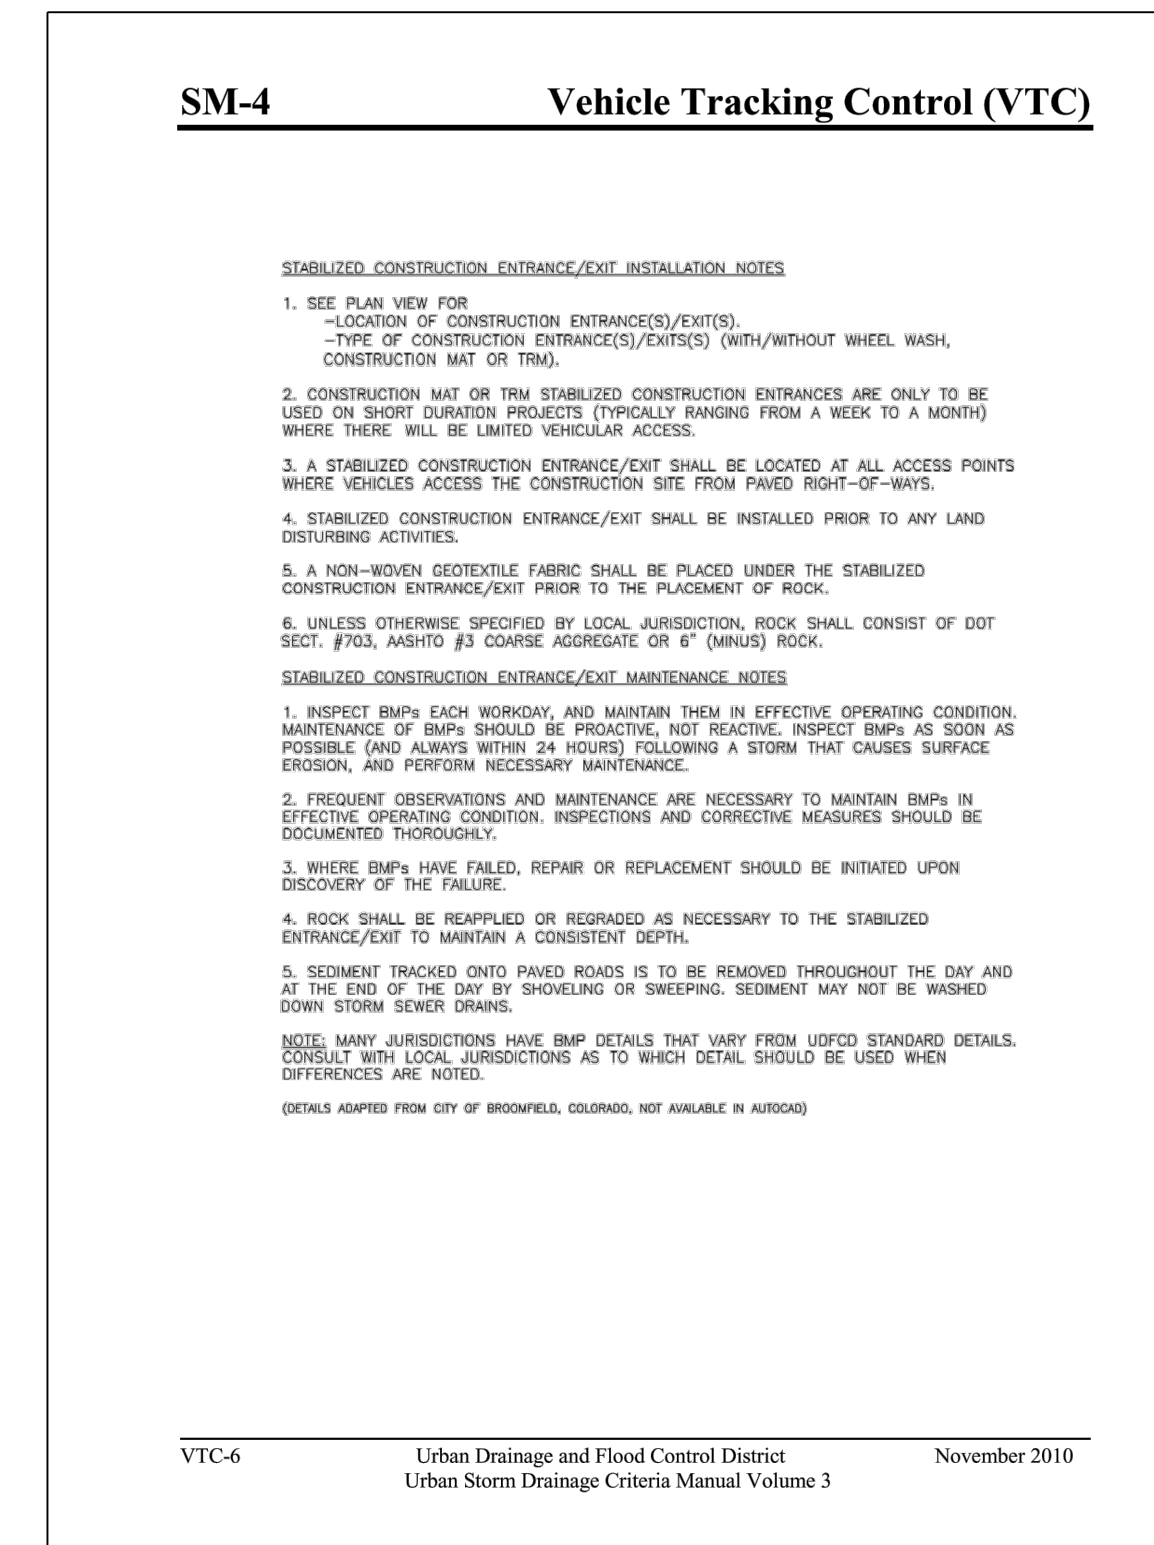 SM-4 Vehicle Tracking Control (VTC)
STABILIZED CONSTRUCTION ENTRANCE/EXIT INSTALLATION NOTES
1. SEE PLAN VIEW FOR
-LOCATION OF CONSTRUCTION ENTRANCE(S)/EXIT(S).
-TYPE OF CONSTRUCTION ENTRANCE(S)/EXITS(S) (WITH/WITHOUT WHEEL WASH,
CONSTRUCTION MAT OR TRM).
2. CONSTRUCTION MAT OR TRM STABILIZED CONSTRUCTION ENTRANCES ARE ONLY TO BE
USED ON SHORT DURATION PROJECTS (TYPICALLY RANGING FROM A WEEK TO A MONTH)
WHERE THERE WILL BE LIMITED VEHICULAR ACCESS.
3. A STABILIZED CONSTRUCTION ENTRANCE/EXIT SHALL BE LOCATED AT ALL ACCESS POINTS
WHERE VEHICLES ACCESS THE CONSTRUCTION SITE FROM PAVED RIGHT-OF-WAYS.
4. STABILIZED CONSTRUCTION ENTRANCE/EXIT SHALL BE INSTALLED PRIOR TO ANY LAND
DISTURBING ACTIVITIES.
5. A NON-WOVEN GEOTEXTILE FABRIC SHALL BE PLACED UNDER THE STABILIZED
CONSTRUCTION ENTRANCE/EXIT PRIOR TO THE PLACEMENT OF ROCK.
6. UNLESS OTHERWISE SPECIFIED BY LOCAL JURISDICTION, ROCK SHALL CONSIST OF DOT
SECT. #703, AASHTO #3 COARSE AGGREGATE OR 6" (MINUS) ROCK.
STABILIZED CONSTRUCTION ENTRANCE/EXIT MAINTENANCE NOTES
1. INSPECT BMPs EACH WORKDAY, AND MAINTAIN THEM IN EFFECTIVE OPERATING CONDITION.
MAINTENANCE OF BMPs SHOULD BE PROACTIVE, NOT REACTIVE. INSPECT BMPs AS SOON AS
POSSIBLE (AND ALWAYS WITHIN 24 HOURS) FOLLOWING A STORM THAT CAUSES SURFACE
EROSION, AND PERFORM NECESSARY MAINTENANCE.
2. FREQUENT OBSERVATIONS AND MAINTENANCE ARE NECESSARY TO MAINTAIN BMPs IN
EFFECTIVE OPERATING CONDITION. INSPECTIONS AND CORRECTIVE MEASURES SHOULD BE
DOCUMENTED THOROUGHLY.
3. WHERE BMPs HAVE FAILED, REPAIR OR REPLACEMENT SHOULD BE INITIATED UPON
DISCOVERY OF THE FAILURE.
4. ROCK SHALL BE REAPPLIED OR REGRADED AS NECESSARY TO THE STABILIZED
ENTRANCE/EXIT TO MAINTAIN A CONSISTENT DEPTH.
5. SEDIMENT TRACKED ONTO PAVED ROADS IS TO BE REMOVED THROUGHOUT THE DAY AND
AT THE END OF THE DAY BY SHOVELING OR SWEEPING. SEDIMENT MAY NOT BE WASHED
DOWN STORM SEWER DRAINS.
NOTE: MANY JURISDICTIONS HAVE BMP DETAILS THAT VARY FROM UDFCD STANDARD DETAILS.
CONSULT WITH LOCAL JURISDICTIONS AS TO WHICH DETAIL SHOULD BE USED WHEN
DIFFERENCES ARE NOTED.
(DETAILS ADAPTED FROM CITY OF BROOMFIELD, COLORADO, NOT AVAILABLE IN AUTOCAD)
VTC-6 Urban Drainage and Flood Control District November 2010
Urban Storm Drainage Criteria Manual Volume 3